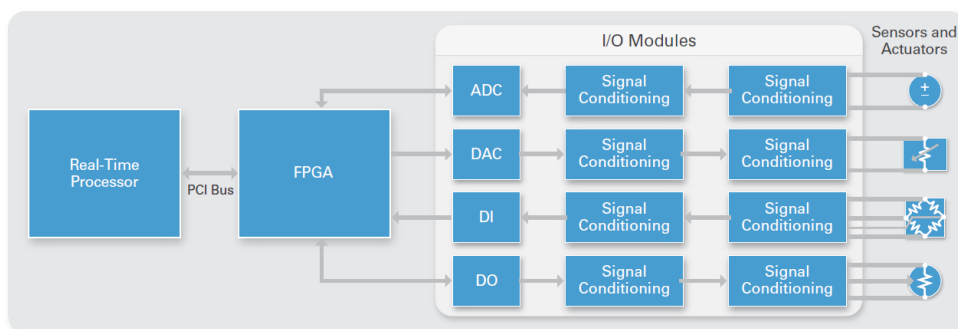 I/O Modules
Sensors and
Actuators
Real-Time
Processor
PCI Bus
FPGA
ADC
Signal
Conditioning
Signal
Conditioning
±
DAC
Signal
Conditioning
Signal
Conditioning
DI
Signal
Conditioning
Signal
Conditioning
DO
Signal
Conditioning
Signal
Conditioning